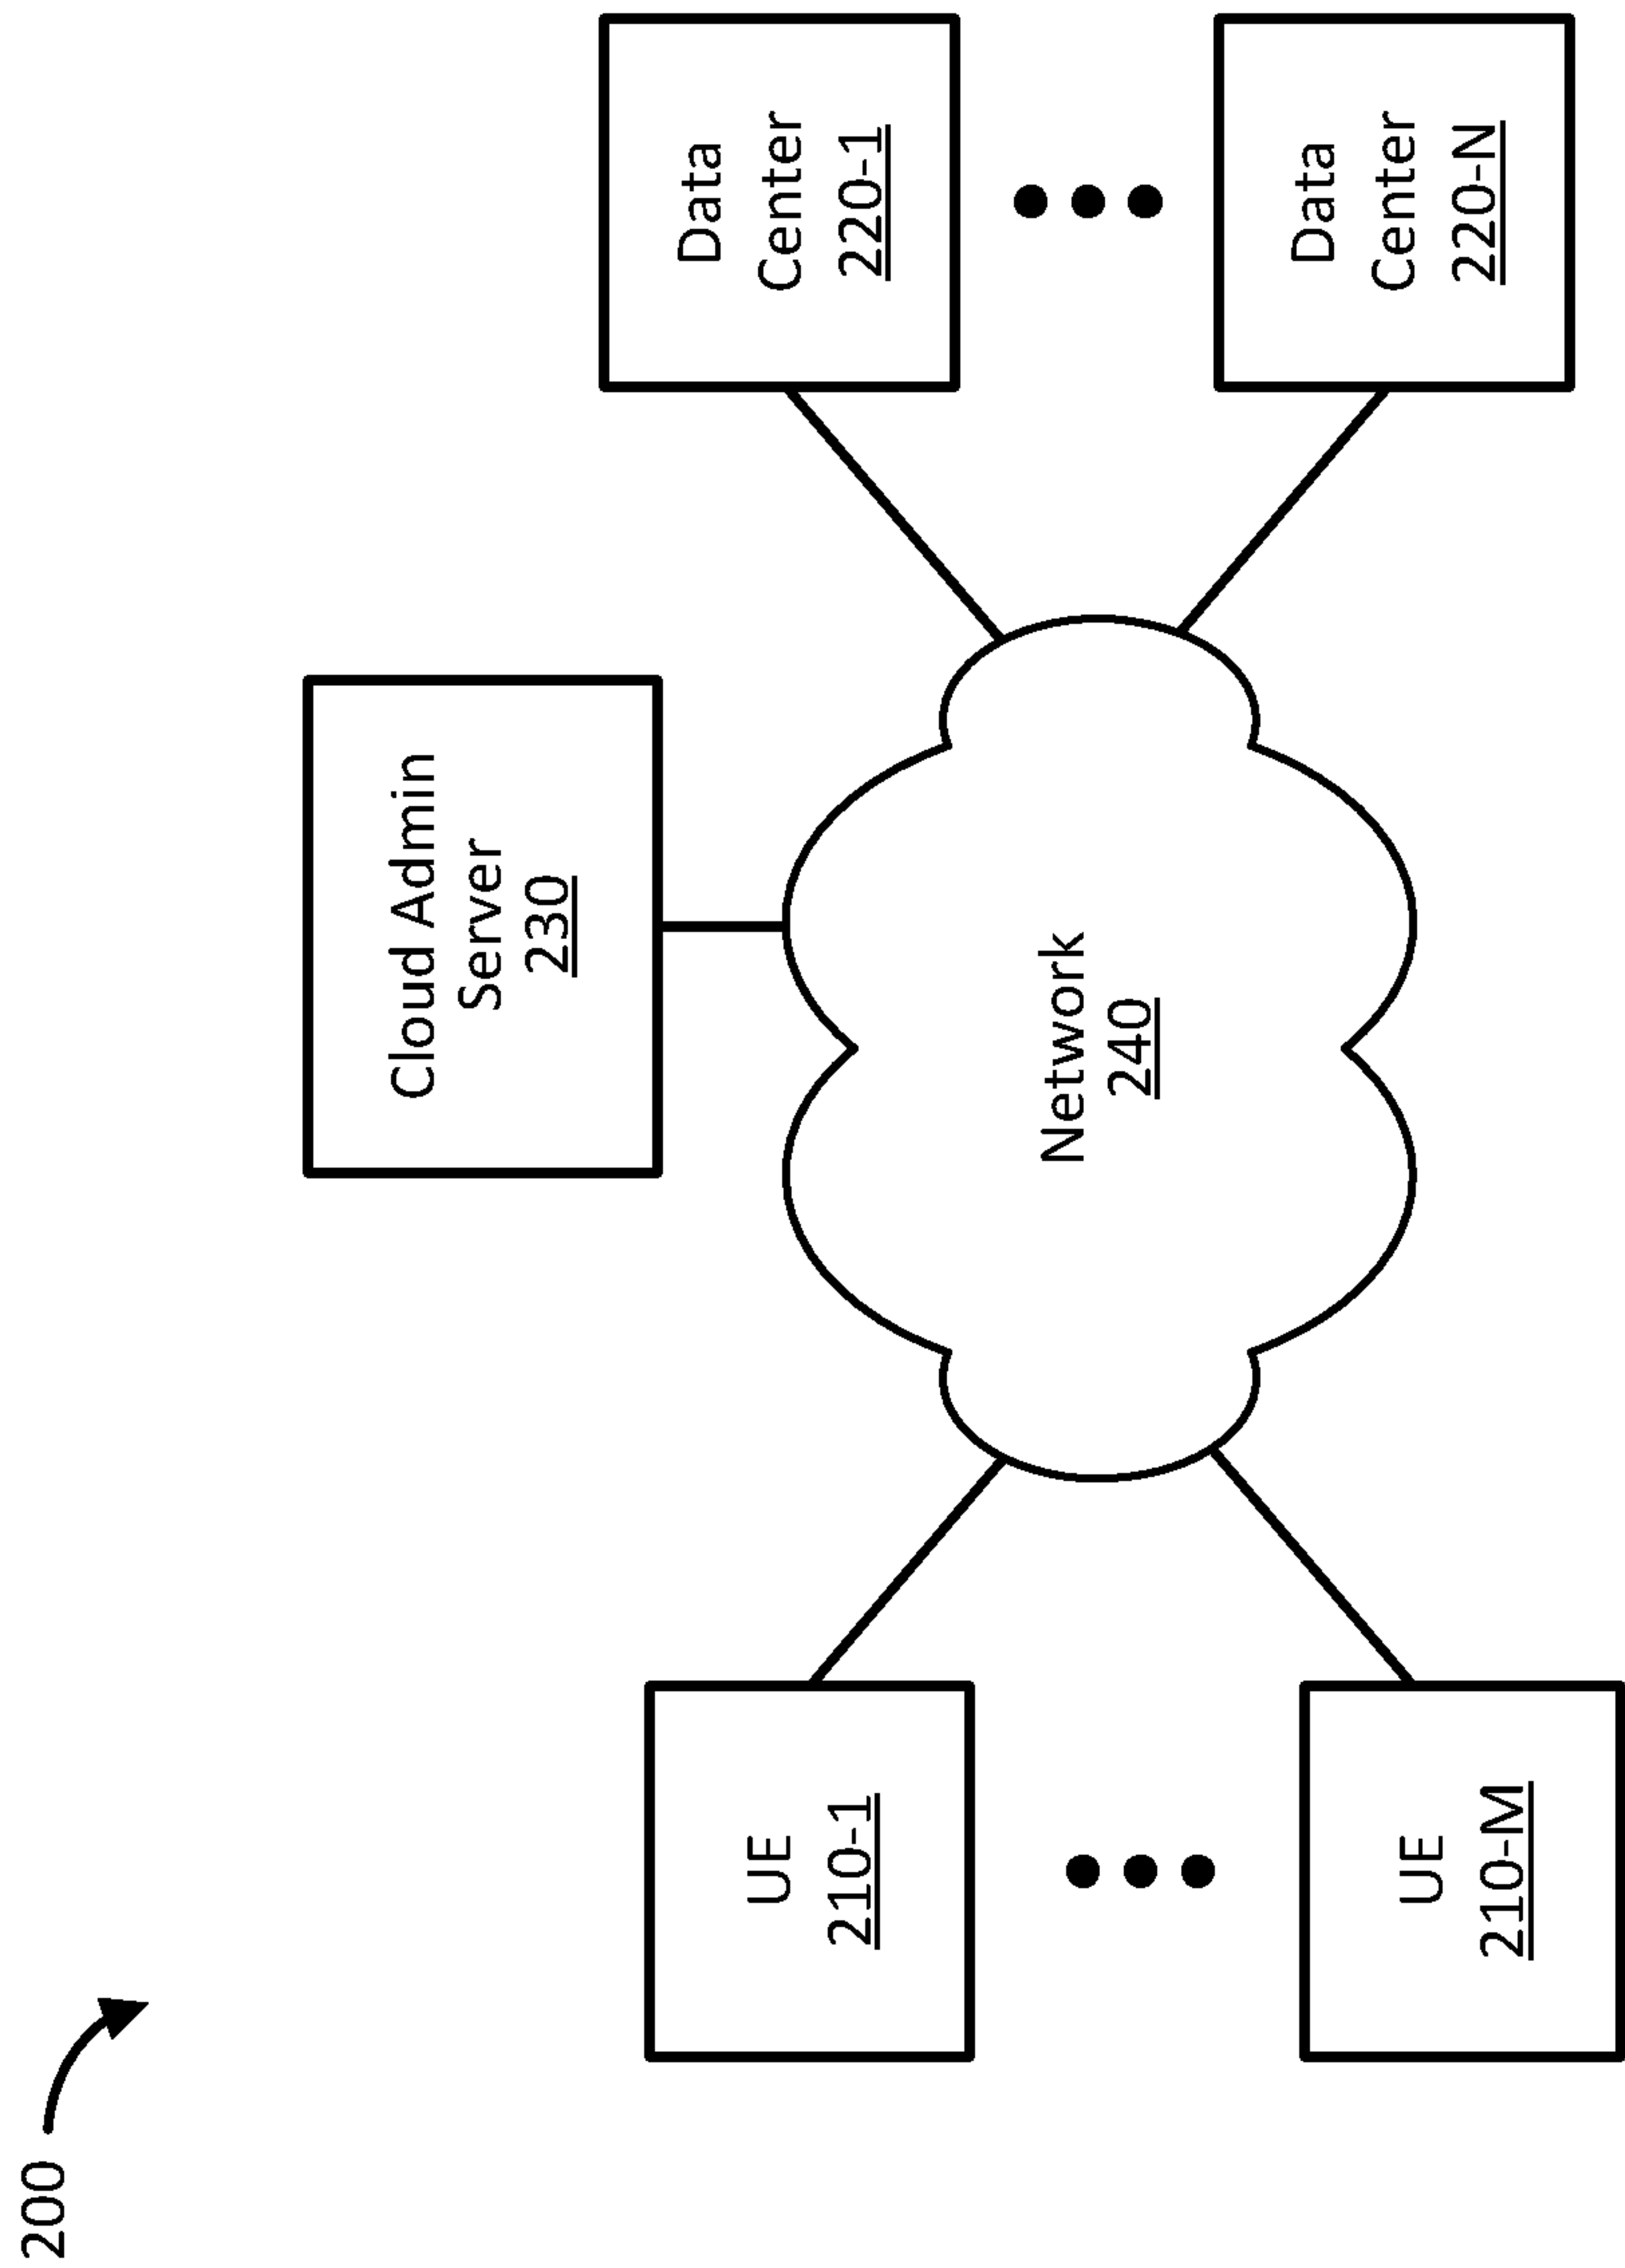 200
Cloud Admin
Server
230
UE
210-1
UE
210-M
Network
240
Data
Center
220-1
Data
Center
220-N